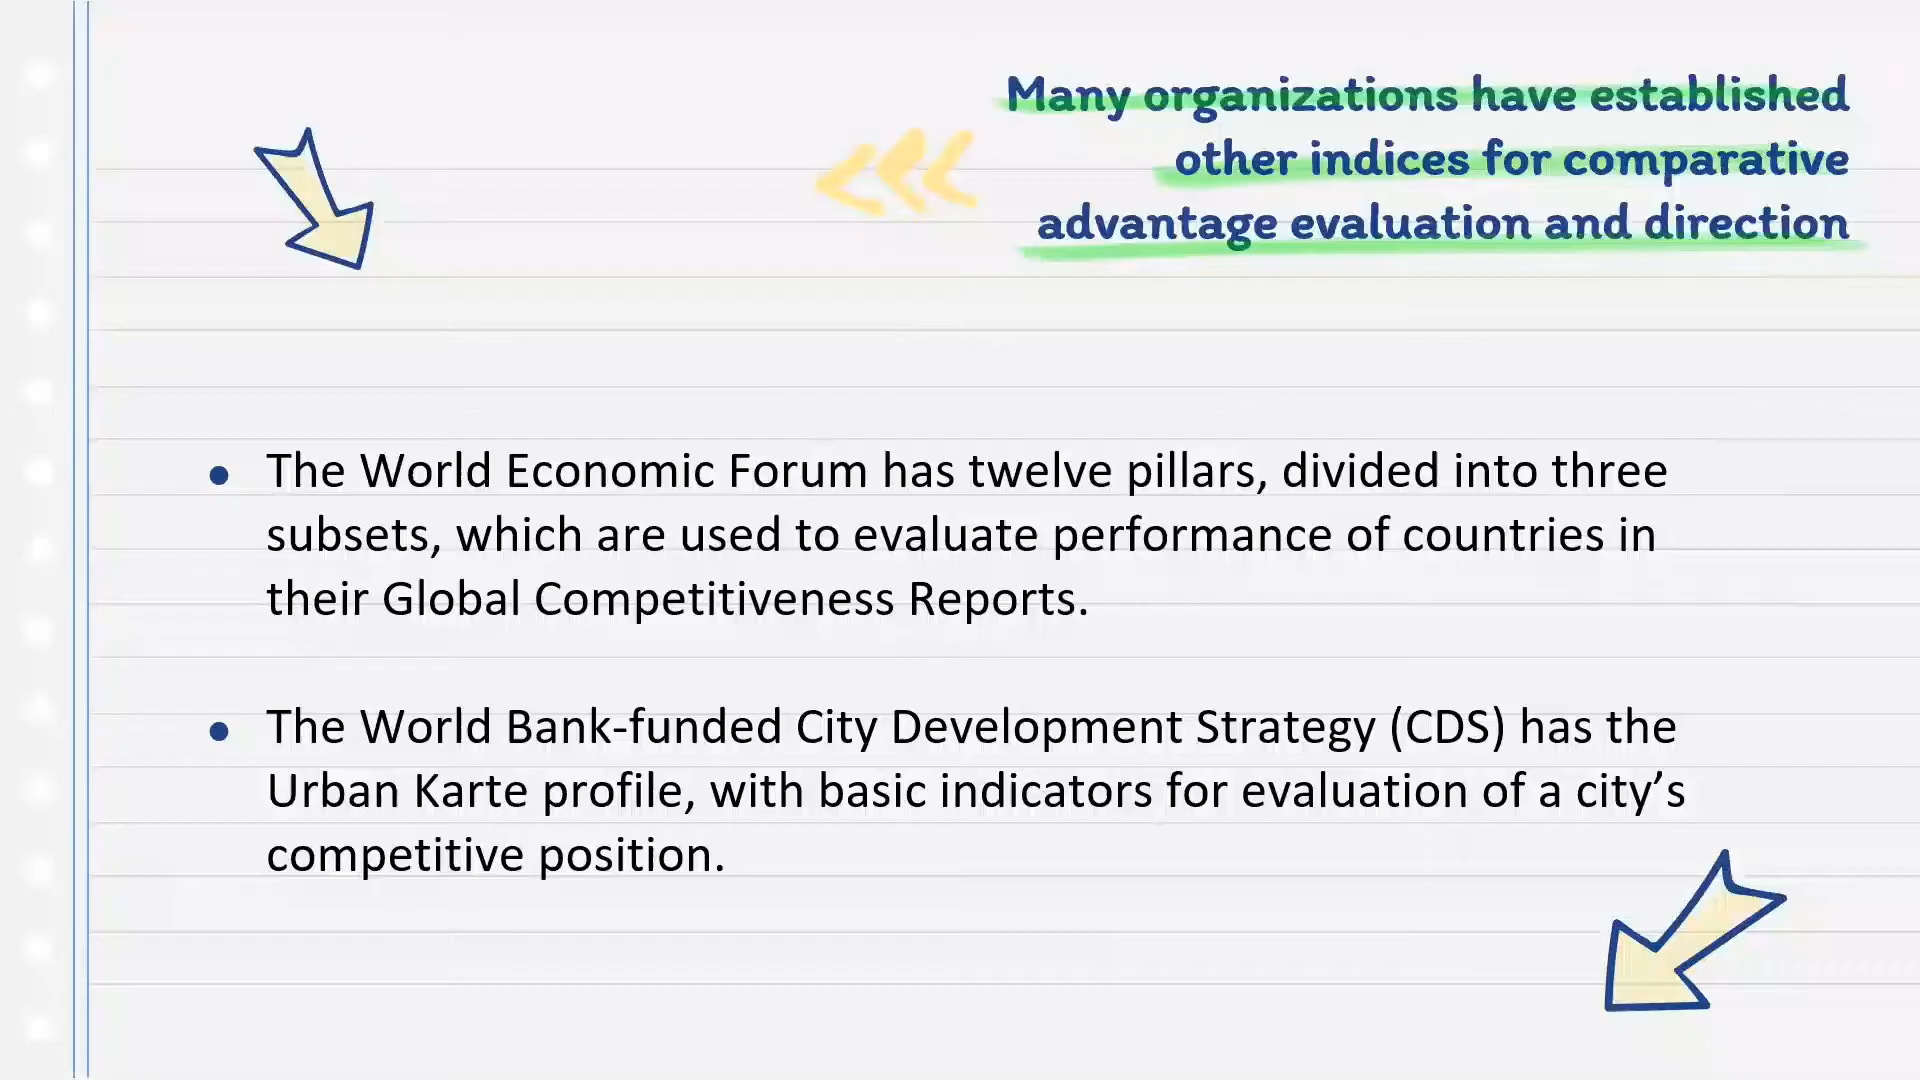 Many organizations have established
other indices for comparative
advantage evaluation and direction
• The World Economic Forum has twelve pillars, divided into three
subsets, which are used to evaluate performance of countries in
their Global Competitiveness Reports.
• The World Bank-funded City Development Strategy (CDS) has the
Urban Karte profile, with basic indicators for evaluation of a city’s
competitive position.